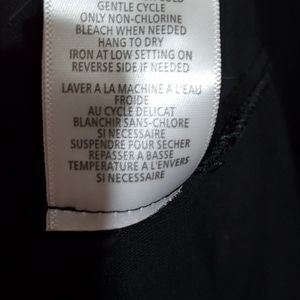 GENTLE CYCLE
ONLY NON-CHLORINE
BLEACH WHEN NEEDED
HANG TO DRY
IRON AT LOW SETTING ON
REVERSE SIDE IF NEEDED
LAVER A LA MACHINE A L'EAU
FROIDE
AU CYCLE DELICAT
BLANCHIR SANS-CHLORE
SI NECESSAIRE
SUSPENDRE POUR SECHER
REPASSER A BASSE
TEMPERATURE A L'ENVERS
SI NECESSAIRE